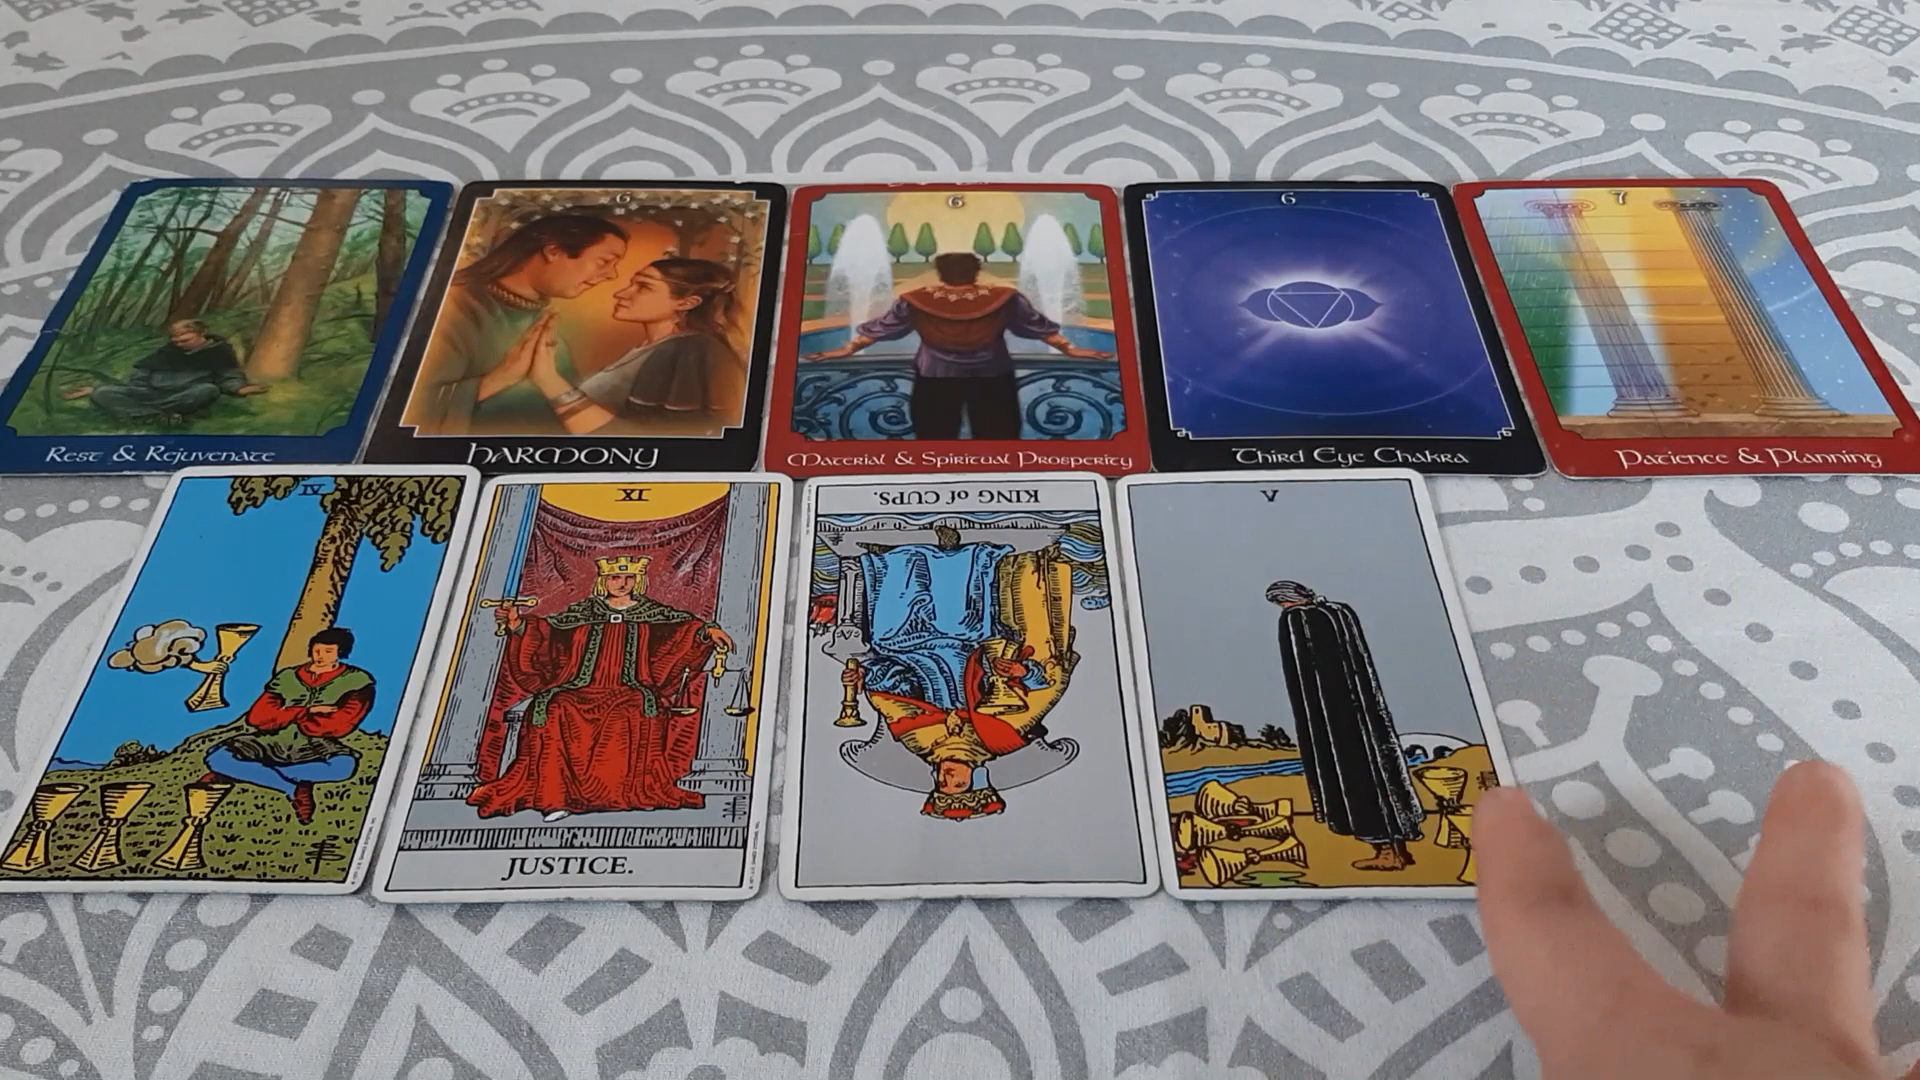 6
6
6
7
Rest & Rejuvenate
HARMONY
Material & Spiritual Prosperity
Third Eye Chakra
Patience & Planning
IV
XI
KING of CUPS.
V
JUSTICE.